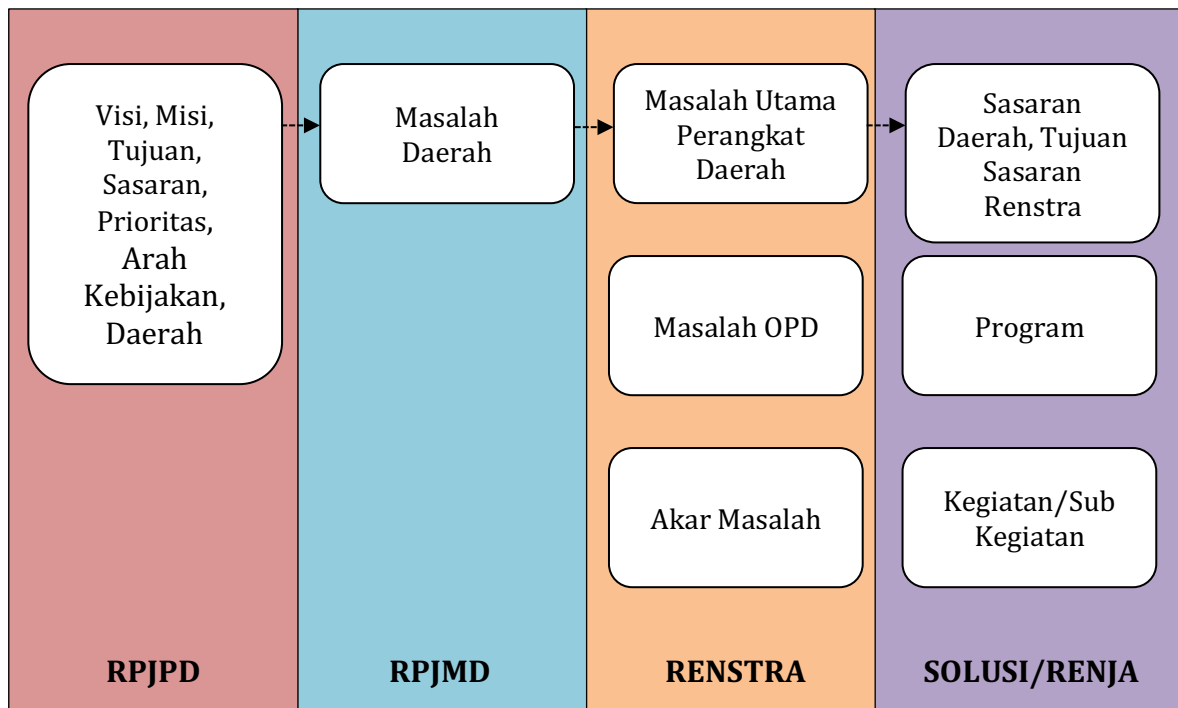 Visi, Misi,
Tujuan,
Sasaran,
Prioritas,
Arah
Kebijakan,
Daerah
RPJPD
Masalah
Daerah
RPJMD
Masalah Utama
Perangkat
Daerah
Masalah OPD
Akar Masalah
RENSTRA
Sasaran
Daerah, Tujuan
Sasaran
Renstra
Program
Kegiatan/Sub
Kegiatan
SOLUSI/RENJA